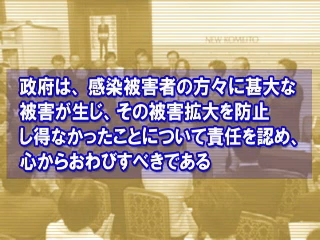 NEW KOMEITO
政府は、感染被害者の方々に甚大な
被害が生じ、その被害拡大を防止
し得なかったことについて責任を認め、
心からおわびすべきである